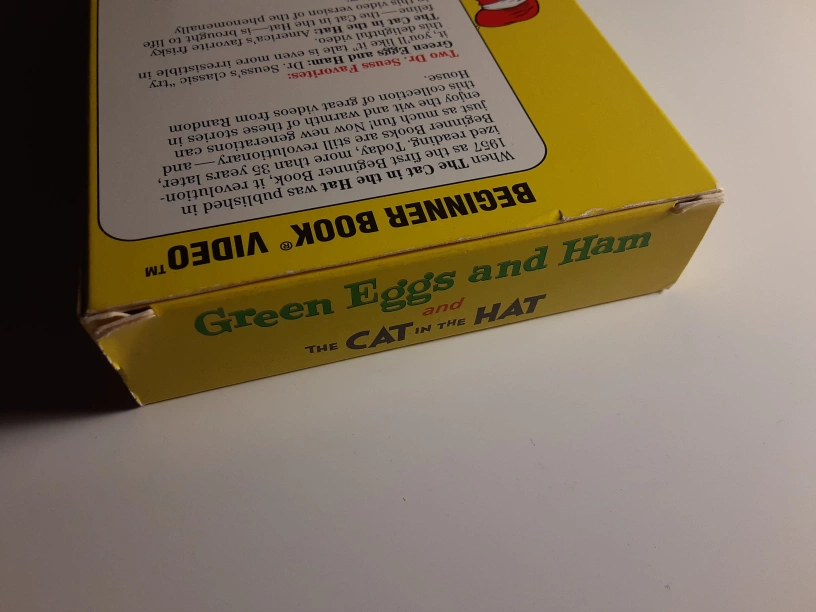 BEGINNER BOOK® VIDEO™
When The Cat in the Hat was published in
1957 as the first Beginner Book, it revolution-
ized reading. Today, more than 35 years later,
Beginner Books are still revolutionary—and
just as much fun! Now new generations can
enjoy the wit and warmth of these stories in
this collection of great videos from Random
House.
Two Dr. Seuss Favorites:
Green Eggs and Ham: Dr. Seuss's classic "try
it, you'll like it" tale is even more irresistible in
this delightful video.
The Cat in the Hat: America's favorite frisky
feline—the Cat in the Hat—is brought to life
in this video version of the phenomenally
Green Eggs and Ham
and
THE CAT IN THE HAT